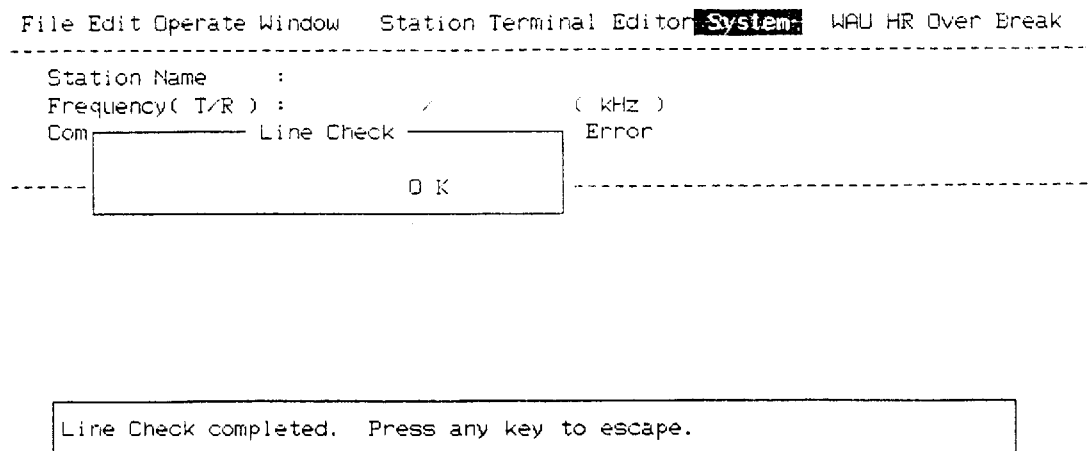 File Edit Operate Window Station Terminal Editor System WAU HR Over Break
Station Name :
Frequency( T/R ) : / ( kHz )
Com Line Check Error
O K
Line Check completed. Press any key to escape.